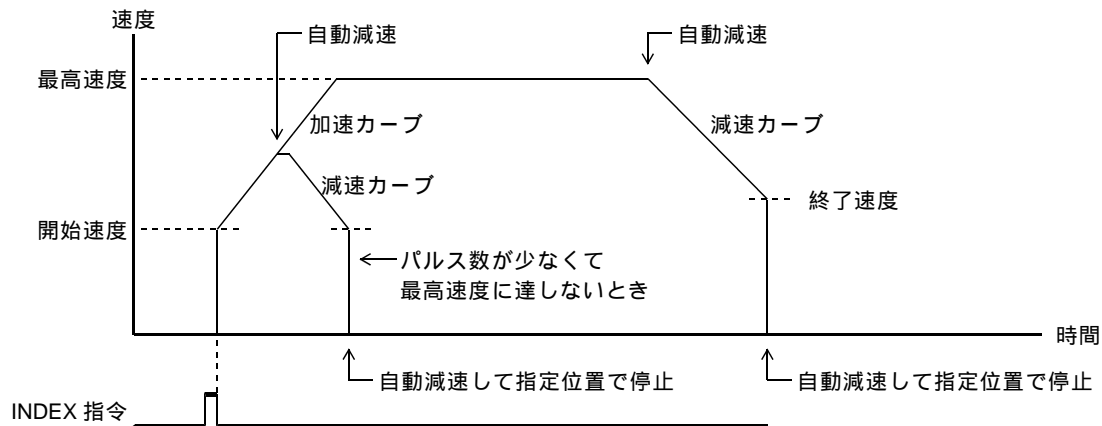 速度
自動減速
自動減速
最高速度
加速カーブ
減速カーブ
減速カーブ
終了速度
開始速度
パルス数が少なくて
最高速度に達しないとき
時間
自動減速して指定位置で停止
自動減速して指定位置で停止
INDEX 指令